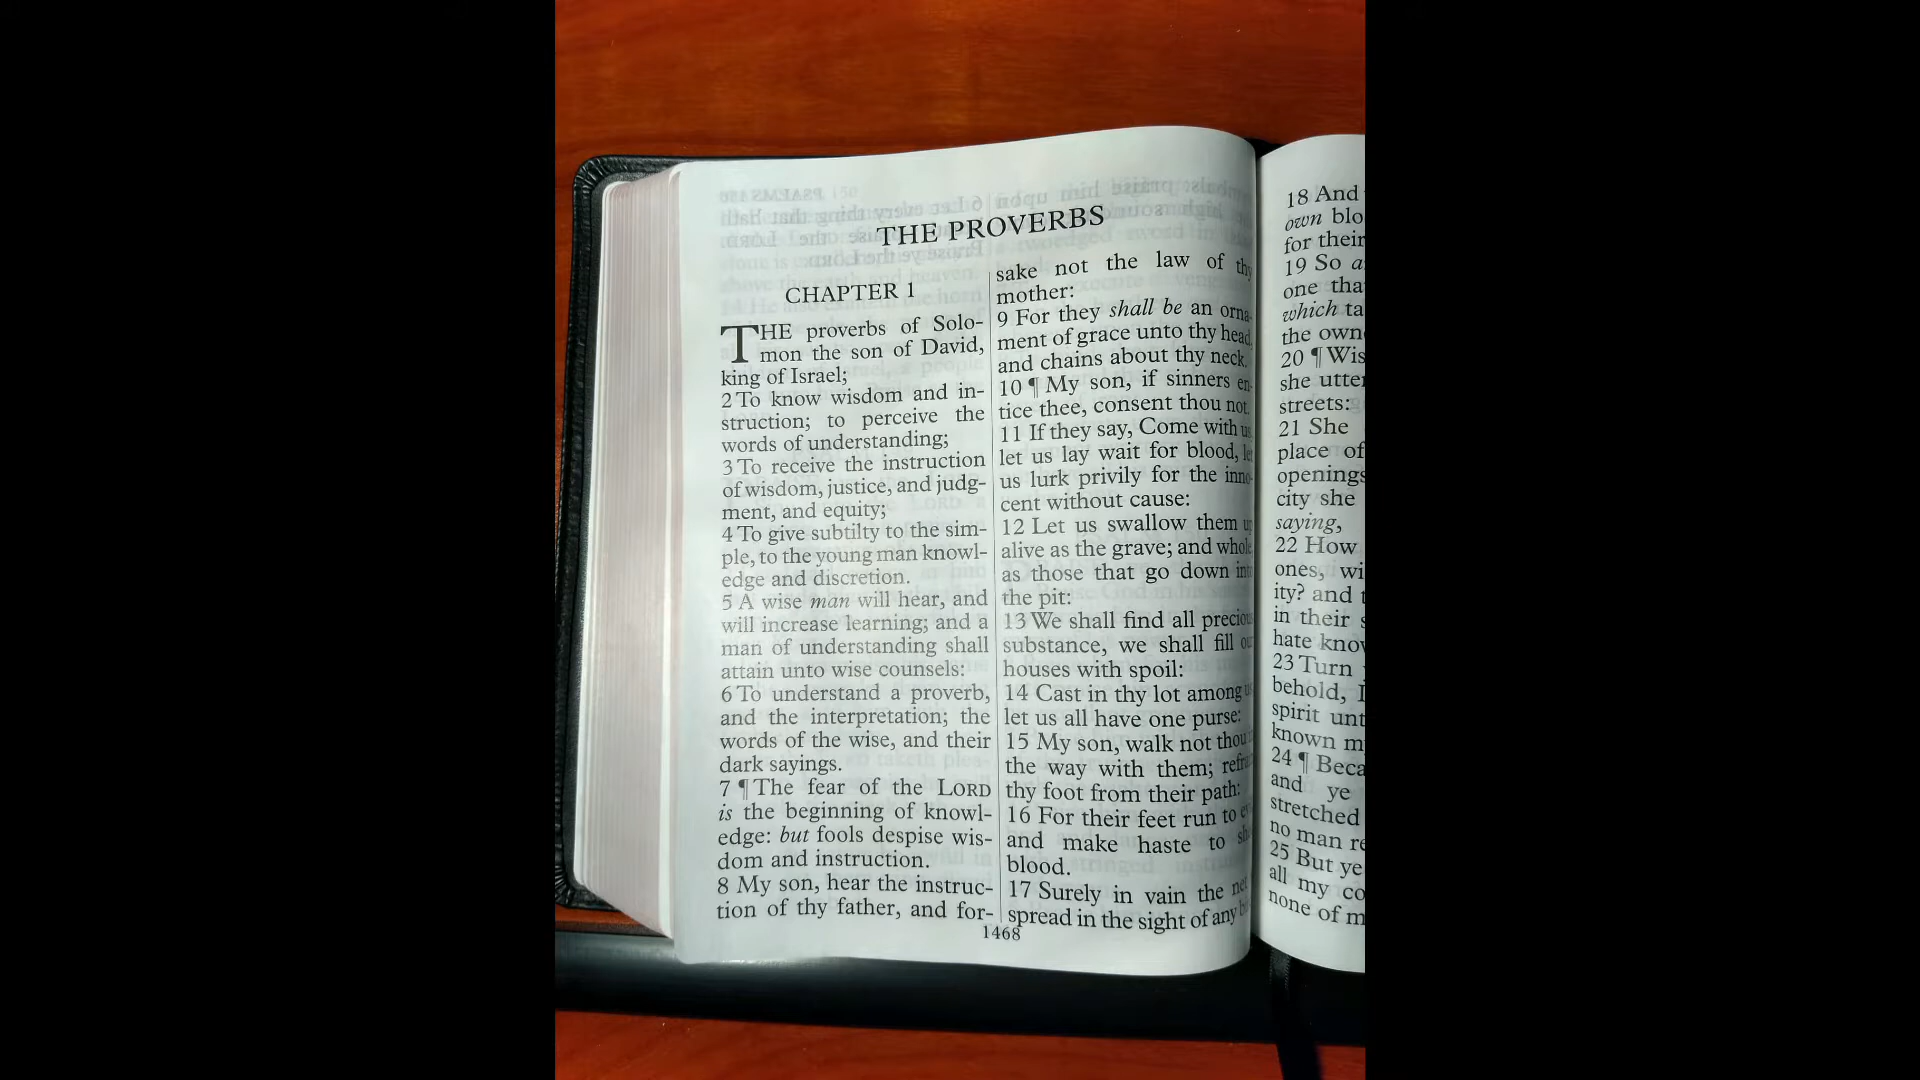 THE PROVERBS
CHAPTER 1
THE proverbs of Solo-
mon the son of David,
king of Israel;
2 To know wisdom and in-
struction; to perceive the
words of understanding;
3 To receive the instruction
of wisdom, justice, and judg-
ment, and equity;
4 To give subtilty to the sim-
ple, to the young man knowl-
edge and discretion.
5 A wise man will hear, and
will increase learning; and a
man of understanding shall
attain unto wise counsels:
6 To understand a proverb,
and the interpretation; the
words of the wise, and their
dark sayings.
7 ¶ The fear of the LORD
is the beginning of knowl-
edge: but fools despise wis-
dom and instruction.
8 My son, hear the instruc-
tion of thy father, and for-
sake not the law of thy
mother:
9 For they shall be an orna-
ment of grace unto thy head,
and chains about thy neck.
10 ¶ My son, if sinners en-
tice thee, consent thou not.
11 If they say, Come with us,
let us lay wait for blood, let
us lurk privily for the inno-
cent without cause:
12 Let us swallow them up
alive as the grave; and whole,
as those that go down into
the pit:
13 We shall find all precious
substance, we shall fill our
houses with spoil:
14 Cast in thy lot among us;
let us all have one purse:
15 My son, walk not thou
the way with them;
thy foot from their path:
16 For their feet run to
and make haste to
blood.
17 Surely in vain the net
spread in the sight of any
1468
18 And
own blo
for their
19 So a
one tha
which ta
the own
20 ¶ Wis
she utter
streets:
21 She
place of
openings
city she
saying,
22 How
ones, wi
ity? and t
in their s
hate know
23 Turn
behold, I
spirit unt
known m
24 ¶ Beca
and ye
stretched
no man re
25 But ye
all my co
none of m